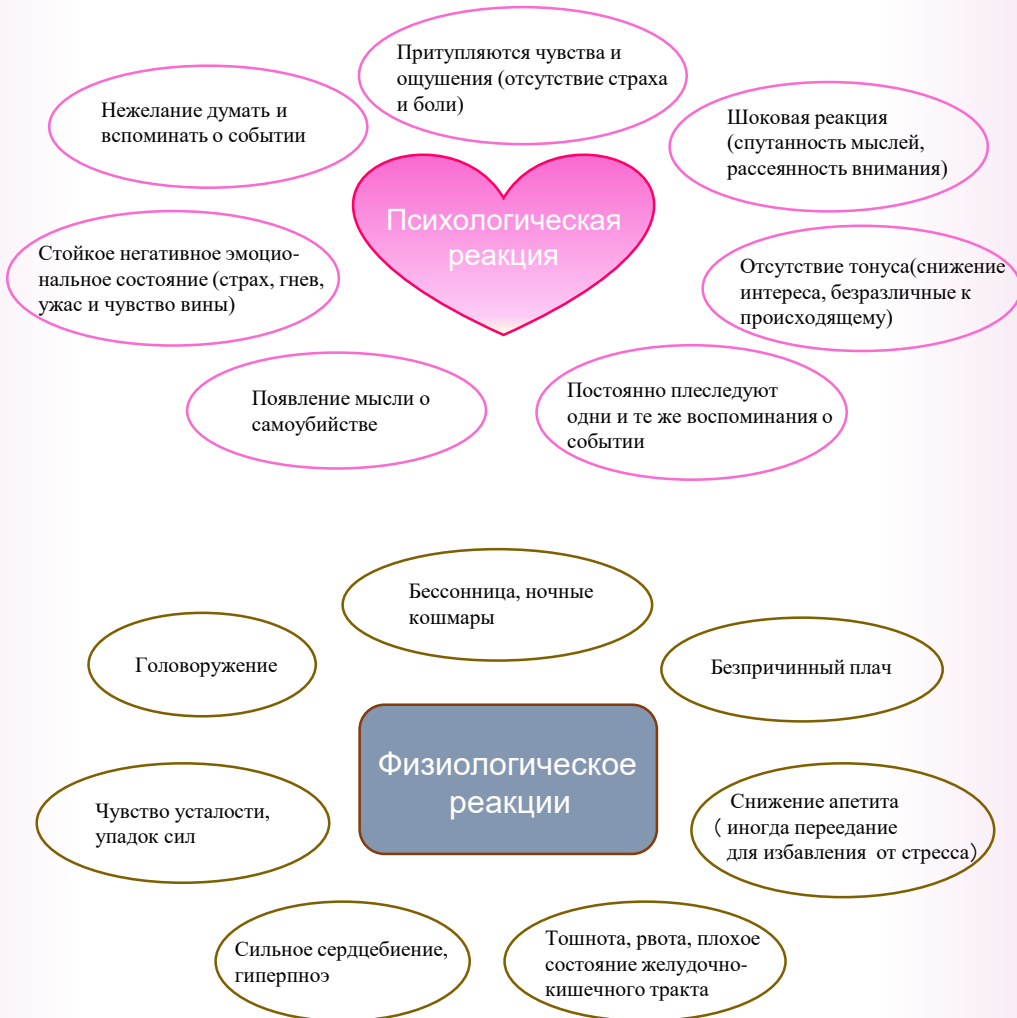 Притупляются чувства и
ощушения (отсутствие страха
и боли)
Нежелание думать и
вспоминать о событии
Шоковая реакция
(спутанность мыслей,
рассеянность внимания)
Психологическая
реакция
Стойкое негативное эмоцио-
нальное состояние (страх, гнев,
ужас и чувство вины)
Отсутствие тонуса(снижение
интереса, безразличные к
происходящему)
Появление мысли о
самоубийстве
Постоянно плеследуют
одни и те же воспоминания о
событии
Бессонница, ночные
кошмары
Головоружение
Безпричинный плач
Физиологическое
реакции
Чувство усталости,
упадок сил
Снижение апетита
( иногда переедание
для избавления от стресса)
Сильное сердцебиение,
гиперпноэ
Тошнота, рвота, плохое
состояние желудочно-
кишечного тракта